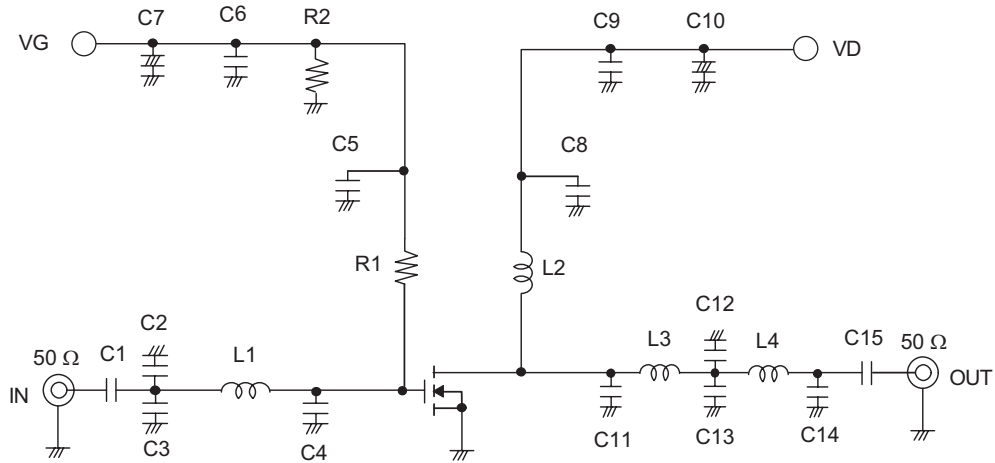 C7 C6 R2 C9 C10
VG VD
C5 C8
R1 L2
C2 C12
50 Ω C1 L1 L3 L4 C15 50 Ω
IN OUT
C3 C4 C11 C13 C14